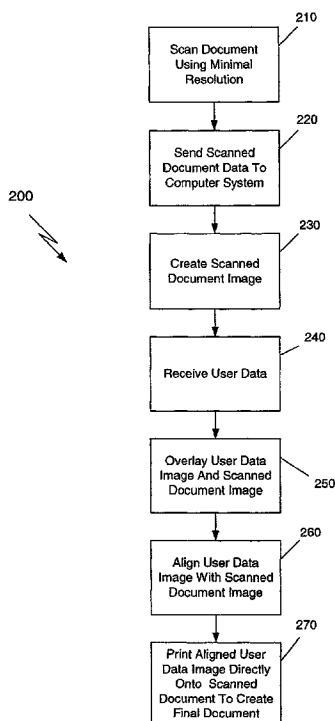 210
Scan Document
Using Minimal
Resolution
220
Send Scanned
Document Data To
Computer System
200
230
Create Scanned
Document Image
240
Receive User Data
Overlay User Data
Image And Scanned
Document Image
250
260
Align User Data
Image With Scanned
Document Image
270
Print Aligned User
Data Image Directly
Onto Scanned
Document To Create
Final Document